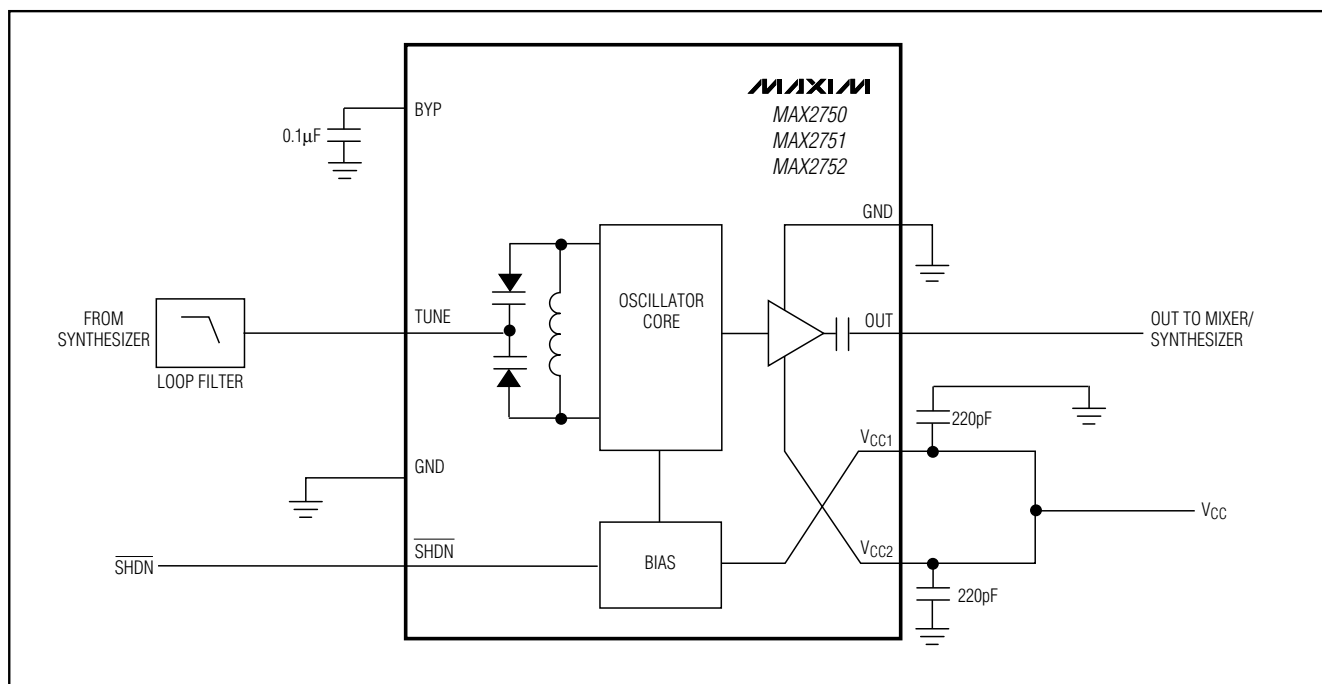 MAXIM
MAX2750
MAX2751
MAX2752
BYP
0.1µF
GND
OSCILLATOR
CORE
FROM
SYNTHESIZER
LOOP FILTER
TUNE
OUT
OUT TO MIXER/
SYNTHESIZER
220pF
VCC1
GND
VCC
SHDN
SHDN
BIAS
VCC2
220pF